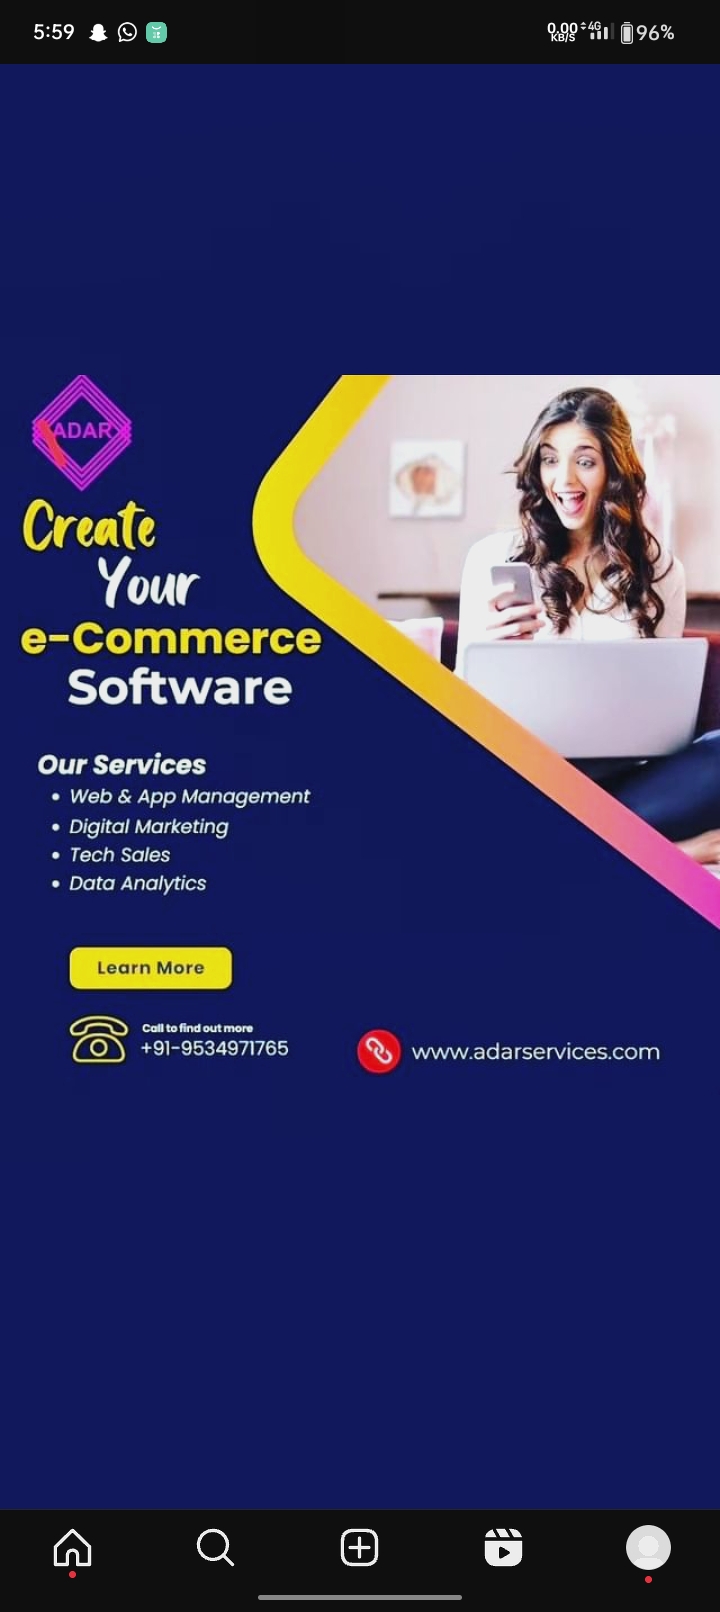 5:59
0.00 KB/S 4G 96%
ADAR
Create
Your
e-Commerce
Software
Our Services
• Web & App Management
• Digital Marketing
• Tech Sales
• Data Analytics
Learn More
Call to find out more
+91-9534971765
www.adarservices.com